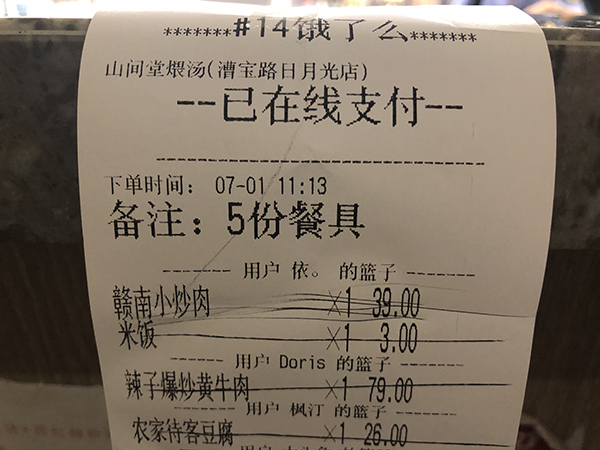 *******#14饿了么*******
山间堂煨汤(漕宝路日月光店)
--已在线支付--
下单时间: 07-01 11:13
备注: 5份餐具
------ 用户 依。 的篮子 ------
赣南小炒肉 X1 39.00
米饭 X1 3.00
------ 用户 Doris 的篮子 ------
辣子爆炒黄牛肉 X1 79.00
------ 用户 枫汀 的篮子 ------
农家待客豆腐 X1 26.00